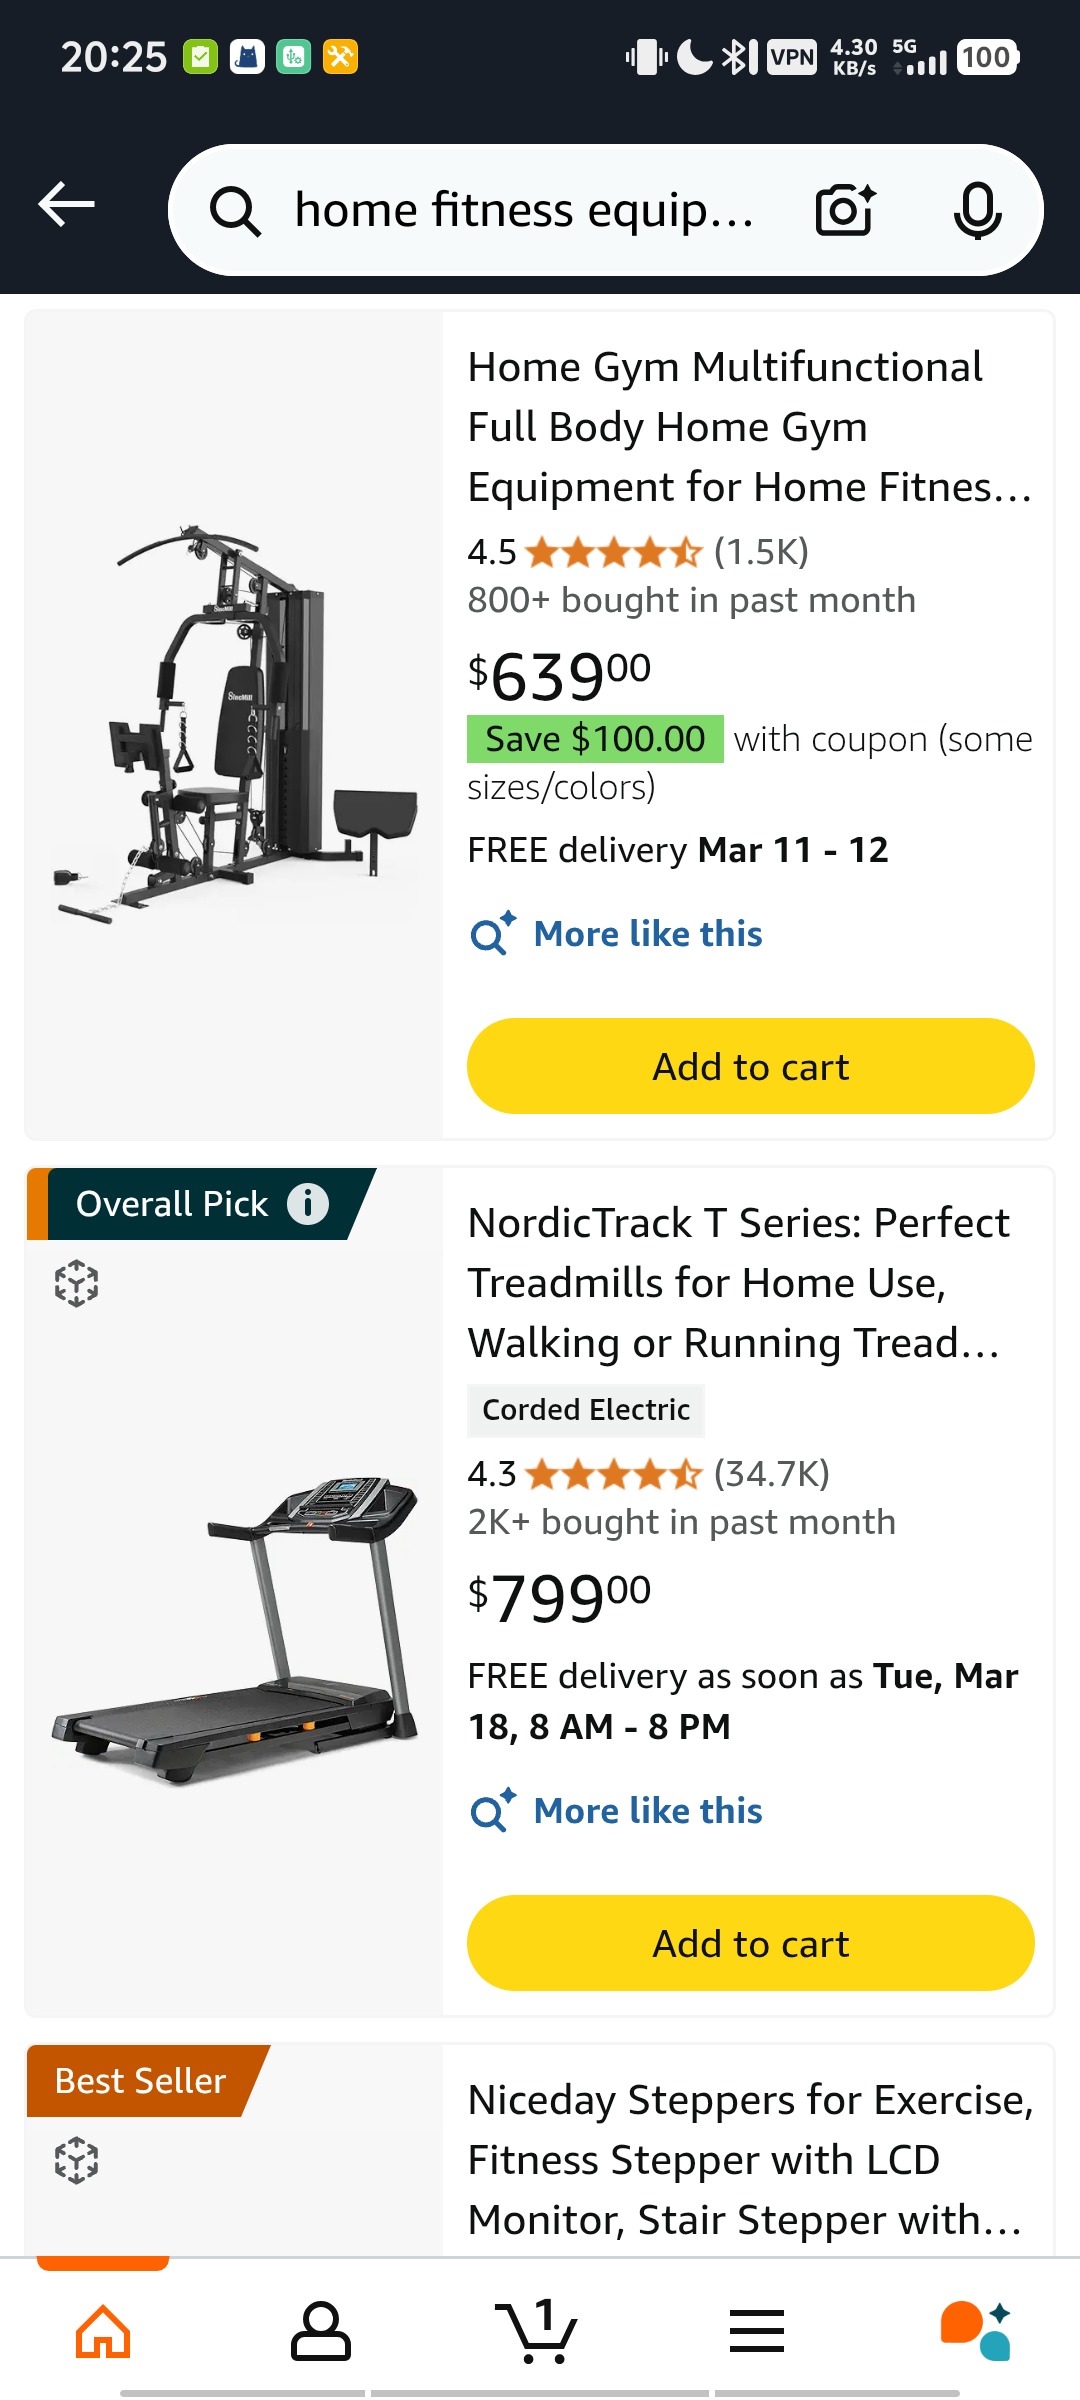 20:25
VPN
4.30
KB/s
5G
100
home fitness equip...
Home Gym Multifunctional
Full Body Home Gym
Equipment for Home Fitnes...
4.5 (1.5K)
800+ bought in past month
$63900
Save $100.00 with coupon (some
sizes/colors)
FREE delivery Mar 11 - 12
More like this
Add to cart
Overall Pick
NordicTrack T Series: Perfect
Treadmills for Home Use,
Walking or Running Tread...
Corded Electric
4.3 (34.7K)
2K+ bought in past month
$79900
FREE delivery as soon as Tue, Mar
18, 8 AM - 8 PM
More like this
Add to cart
Best Seller
Niceday Steppers for Exercise,
Fitness Stepper with LCD
Monitor, Stair Stepper with...
1